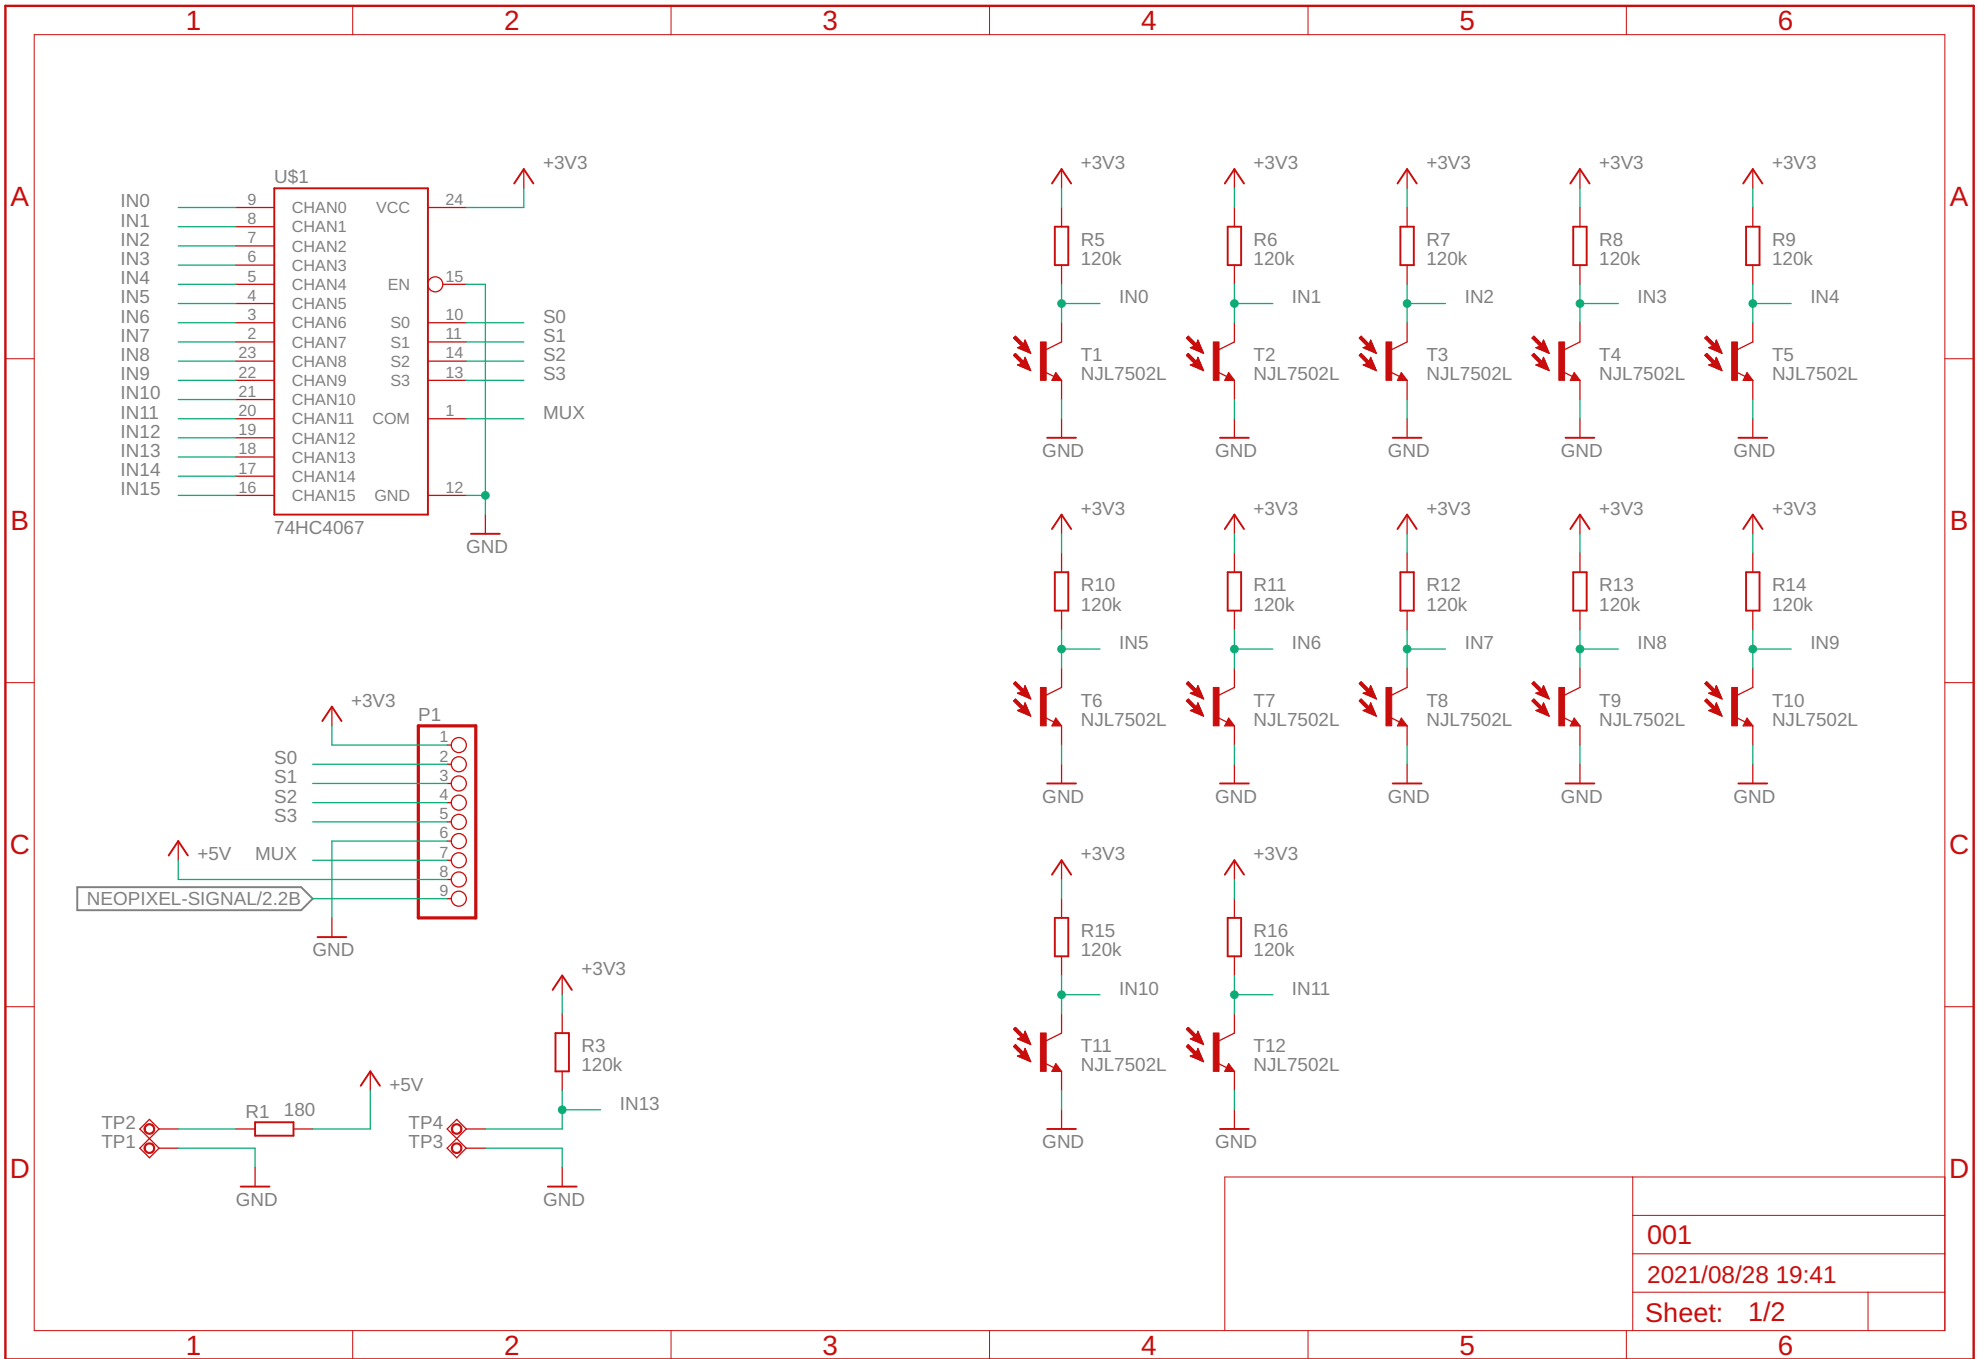 1 2 3 4 5 6
A A
B B
C C
D D
1 2 3 4 5 6
U$1
+3V3
IN0 9 CHAN0 VCC 24
IN1 8 CHAN1
IN2 7 CHAN2
IN3 6 CHAN3
IN4 5 CHAN4 EN 15
IN5 4 CHAN5
IN6 3 CHAN6 S0 10 S0
IN7 2 CHAN7 S1 11 S1
IN8 23 CHAN8 S2 14 S2
IN9 22 CHAN9 S3 13 S3
IN10 21 CHAN10
IN11 20 CHAN11 COM 1 MUX
IN12 19 CHAN12
IN13 18 CHAN13
IN14 17 CHAN14
IN15 16 CHAN15 GND 12
74HC4067
GND
+3V3 +3V3 +3V3 +3V3 +3V3
R5 R6 R7 R8 R9
120k 120k 120k 120k 120k
IN0 IN1 IN2 IN3 IN4
T1 T2 T3 T4 T5
NJL7502L NJL7502L NJL7502L NJL7502L NJL7502L
GND GND GND GND GND
+3V3 +3V3 +3V3 +3V3 +3V3
R10 R11 R12 R13 R14
120k 120k 120k 120k 120k
IN5 IN6 IN7 IN8 IN9
T6 T7 T8 T9 T10
NJL7502L NJL7502L NJL7502L NJL7502L NJL7502L
GND GND GND GND GND
+3V3 +3V3
R15 R16
120k 120k
IN10 IN11
T11 T12
NJL7502L NJL7502L
GND GND
+3V3 P1
1
S0 2
S1 3
S2 4
S3 5
6
+5V MUX 7
8
NEOPIXEL-SIGNAL/2.2B 9
GND
+3V3
R3
120k
IN13
+5V
R1 180
TP2
TP1
GND
TP4
TP3
GND
001
2021/08/28 19:41
Sheet: 1/2